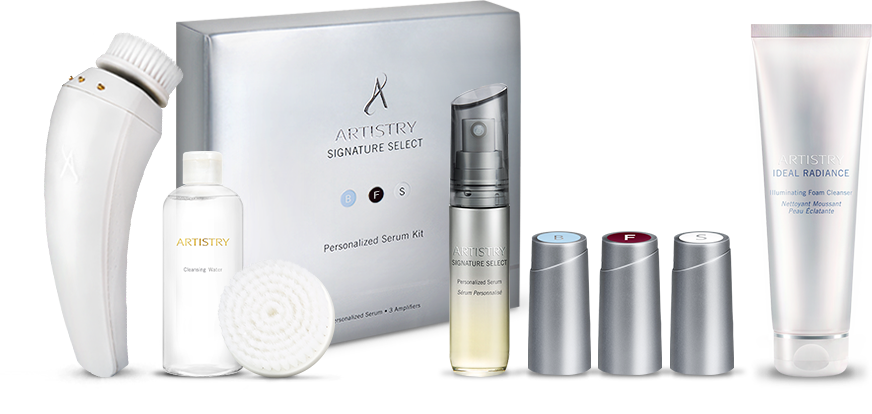 ARTISTRY
SIGNATURE SELECT
B F S
Personalized Serum Kit
Personalized Serum • 3 Amplifiers
ARTISTRY
Cleansing Water
ARTISTRY
SIGNATURE SELECT
Personalized Serum
Sérum Personnalisé
B
F
S
ARTISTRY
IDEAL RADIANCE
Illuminating Foam Cleanser
Nettoyant Moussant
Peau Éclatante